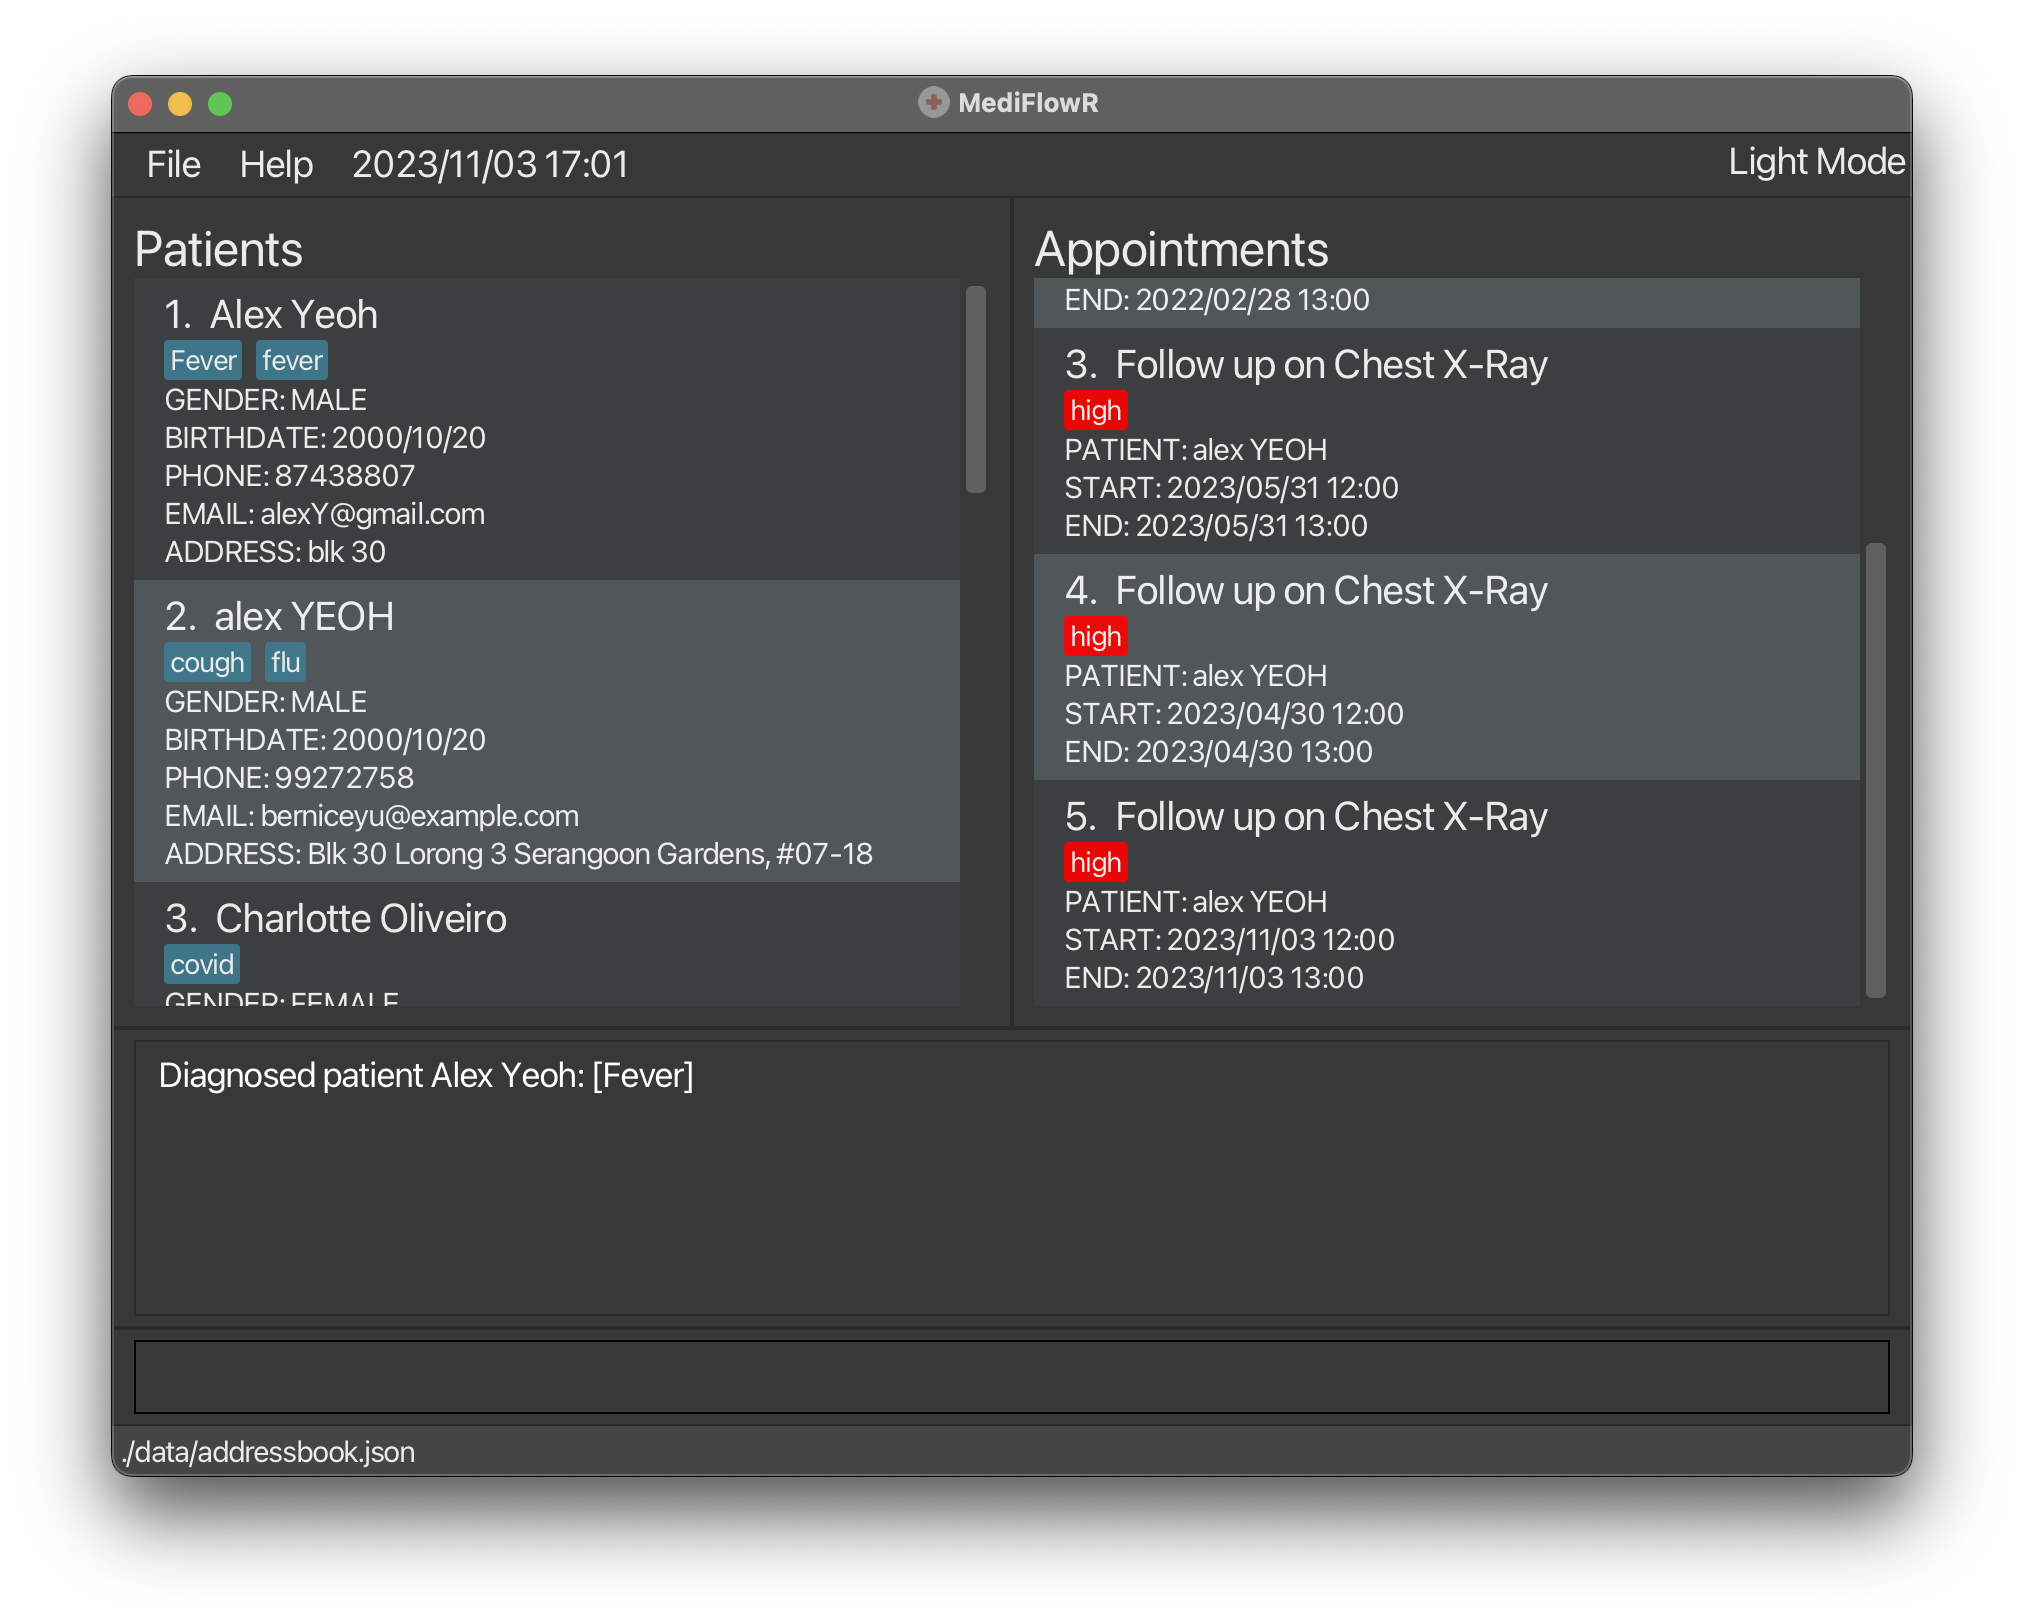 MediFlowR
File Help 2023/11/03 17:01 Light Mode
Patients
1. Alex Yeoh
Fever fever
GENDER: MALE
BIRTHDATE: 2000/10/20
PHONE: 87438807
EMAIL: alexY@gmail.com
ADDRESS: blk 30
2. alex YEOH
cough flu
GENDER: MALE
BIRTHDATE: 2000/10/20
PHONE: 99272758
EMAIL: berniceyu@example.com
ADDRESS: Blk 30 Lorong 3 Serangoon Gardens, #07-18
3. Charlotte Oliveiro
covid
GENDER: FEMALE
Appointments
END: 2022/02/28 13:00
3. Follow up on Chest X-Ray
high
PATIENT: alex YEOH
START: 2023/05/31 12:00
END: 2023/05/31 13:00
4. Follow up on Chest X-Ray
high
PATIENT: alex YEOH
START: 2023/04/30 12:00
END: 2023/04/30 13:00
5. Follow up on Chest X-Ray
high
PATIENT: alex YEOH
START: 2023/11/03 12:00
END: 2023/11/03 13:00
Diagnosed patient Alex Yeoh: [Fever]
./data/addressbook.json